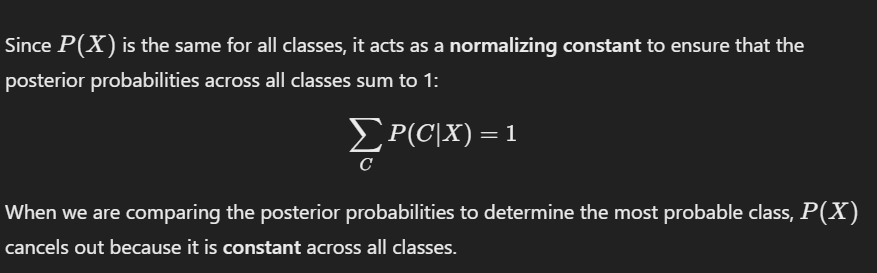 Since P(X) is the same for all classes, it acts as a normalizing constant to ensure that the
posterior probabilities across all classes sum to 1:
∑ P(C|X) = 1
C
When we are comparing the posterior probabilities to determine the most probable class, P(X)
cancels out because it is constant across all classes.